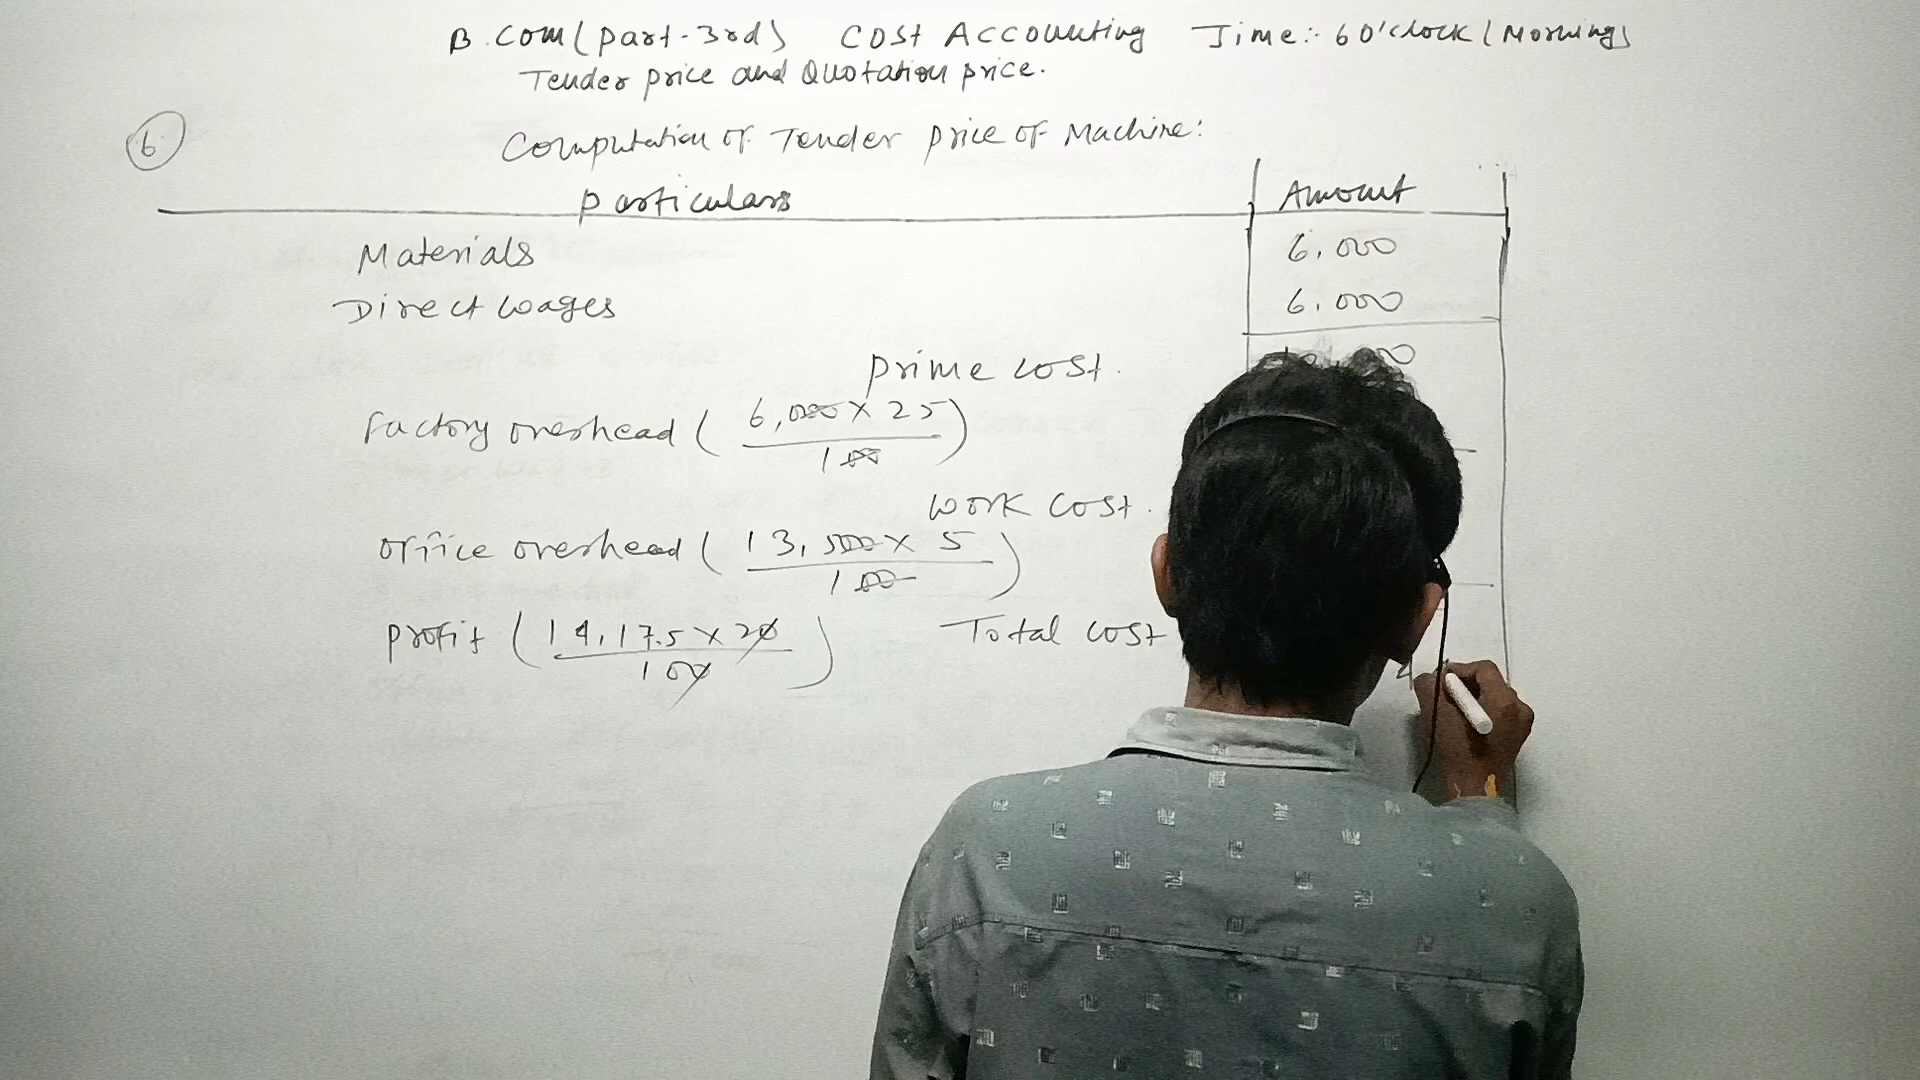 B.Com (part-3rd) Cost Accounting Time:- 6 O'clock (Morning)
Tender price and Quotation price.
6
Computation of Tender price of Machine:
Particulars Amount
Materials 6,000
Direct wages 6,000
Prime cost.
Factory overhead ( 6,000 X 25 )
100
Work cost.
Office overhead ( 13,500 X 5 )
100
Total cost
Profit ( 14,175 X 20 )
100